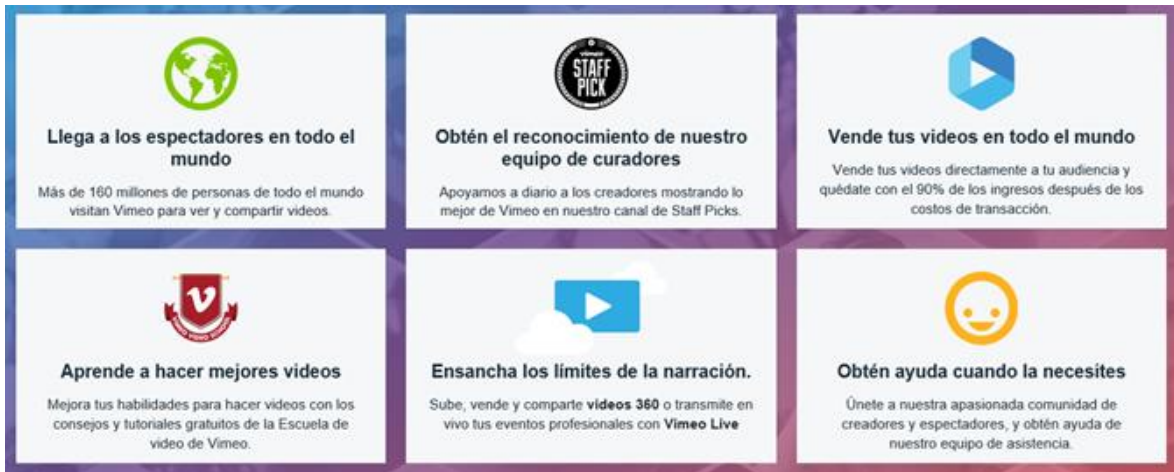 Llega a los espectadores en todo el
mundo
Más de 160 millones de personas de todo el mundo
visitan Vimeo para ver y compartir videos.
vimeo
STAFF
PICK
Obtén el reconocimiento de nuestro
equipo de curadores
Apoyamos a diario a los creadores mostrando lo
mejor de Vimeo en nuestro canal de Staff Picks.
Vende tus videos en todo el mundo
Vende tus videos directamente a tu audiencia y
quédate con el 90% de los ingresos después de los
costos de transacción.
VIMEO VIDEO SCHOOL
Aprende a hacer mejores videos
Mejora tus habilidades para hacer videos con los
consejos y tutoriales gratuitos de la Escuela de
video de Vimeo.
Ensancha los límites de la narración.
Sube, vende y comparte videos 360 o transmite en
vivo tus eventos profesionales con Vimeo Live
Obtén ayuda cuando la necesites
Únete a nuestra apasionada comunidad de
creadores y espectadores, y obtén ayuda de
nuestro equipo de asistencia.